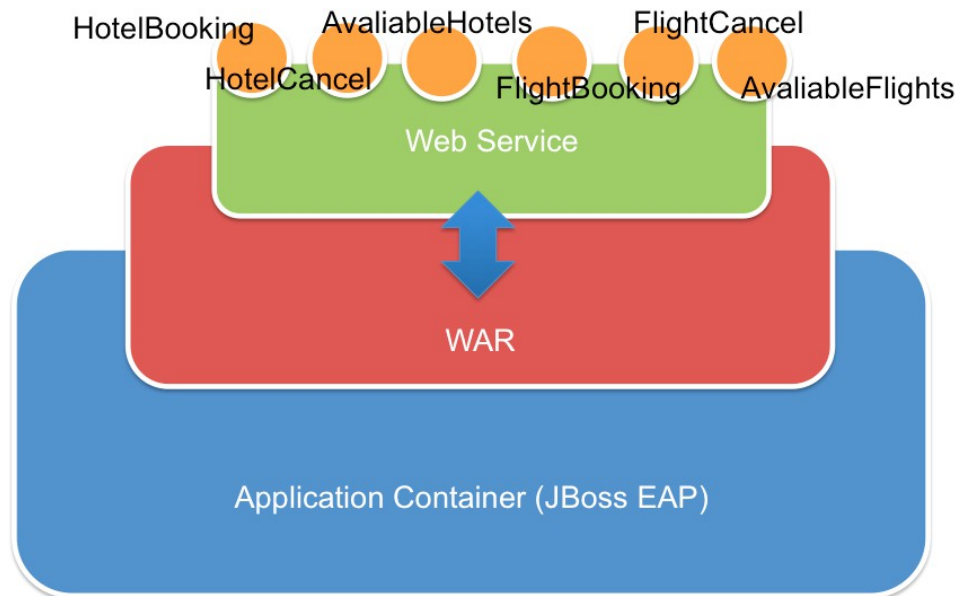 HotelBooking
AvaliableHotels
FlightCancel
HotelCancel
FlightBooking
AvaliableFlights
Web Service
WAR
Application Container (JBoss EAP)